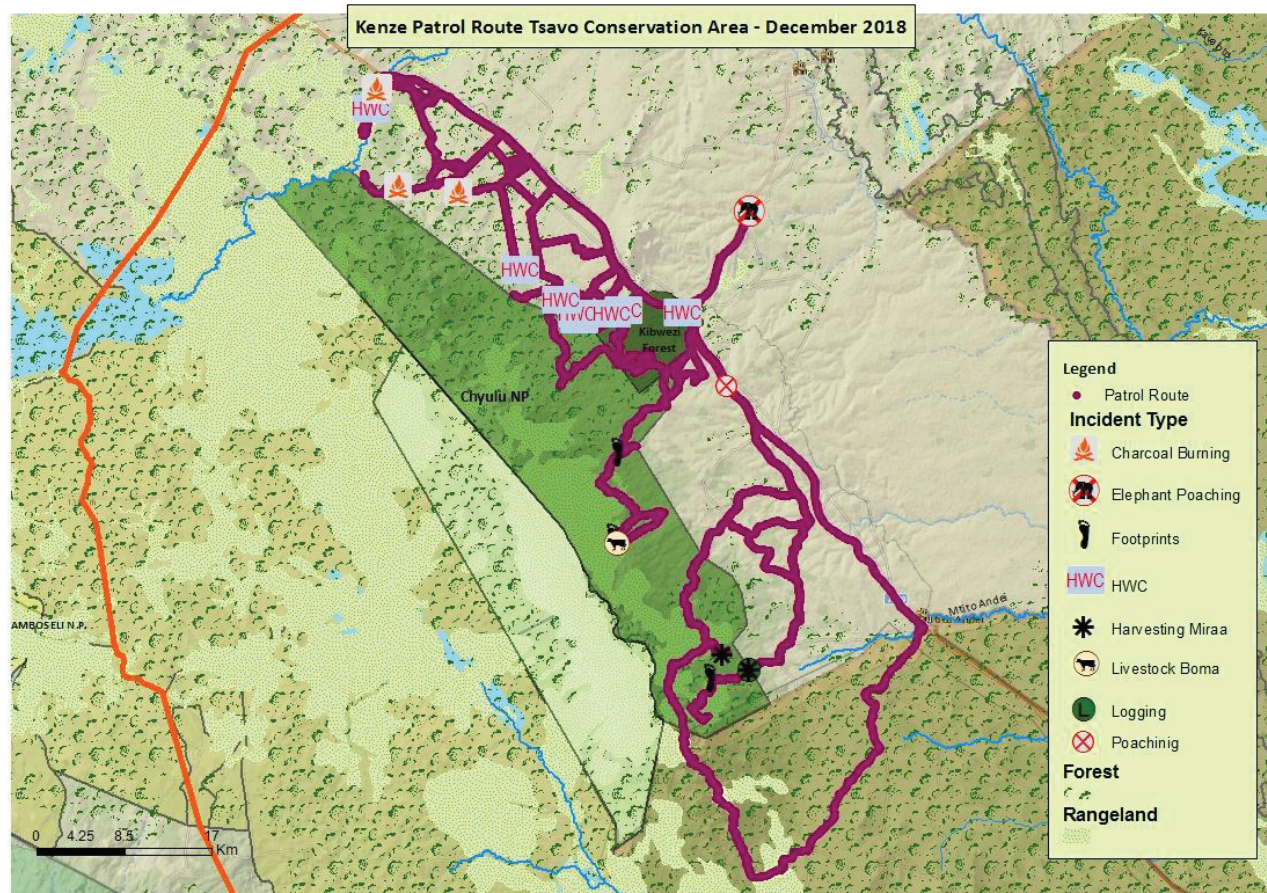 Kenze Patrol Route Tsavo Conservation Area - December 2018
HWC
HWC
HWC
HWC
HWC
HWC
Kibwezi
Forest
Chyulu NP
Mtito Andei
AMBOSELI N.P.
0 4.25 8.5 17
Km
Legend
Patrol Route
Incident Type
Charcoal Burning
Elephant Poaching
Footprints
HWC HWC
Harvesting Miraa
Livestock Boma
L Logging
Poachinig
Forest
Rangeland